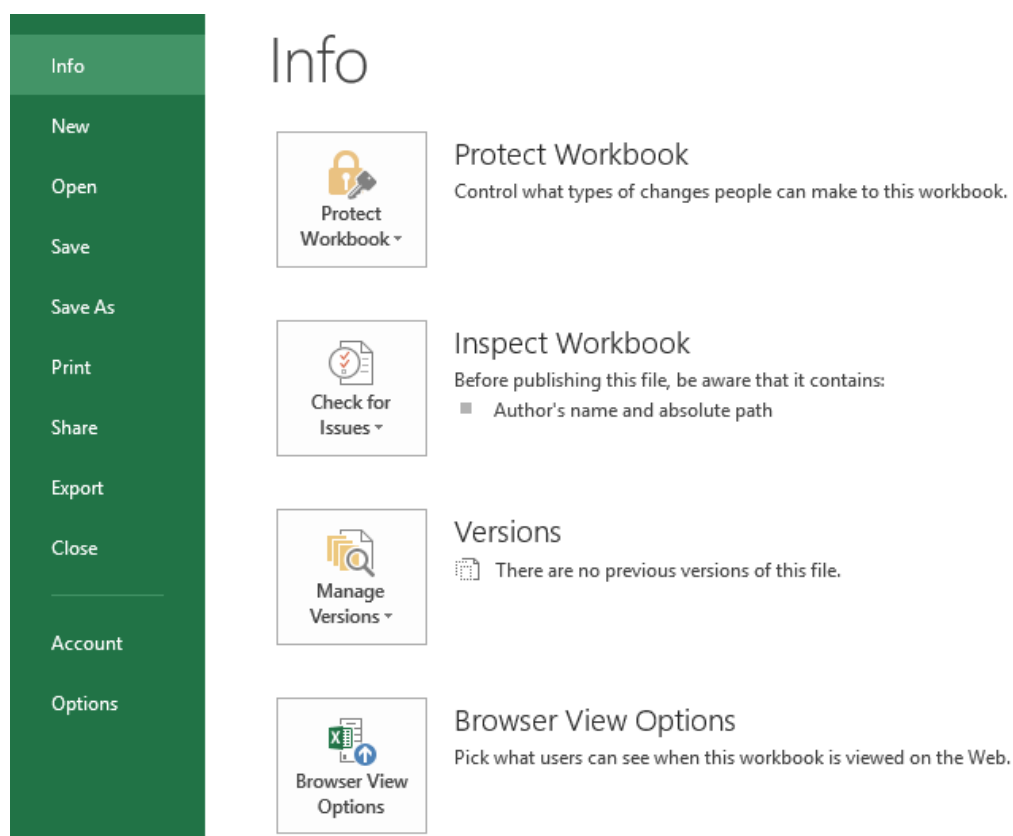 Info
New
Open
Save
Save As
Print
Share
Export
Close
Account
Options
Info
Protect
Workbook
Protect Workbook
Control what types of changes people can make to this workbook.
Check for
Issues
Inspect Workbook
Before publishing this file, be aware that it contains:
Author's name and absolute path
Manage
Versions
Versions
There are no previous versions of this file.
Browser View
Options
Browser View Options
Pick what users can see when this workbook is viewed on the Web.